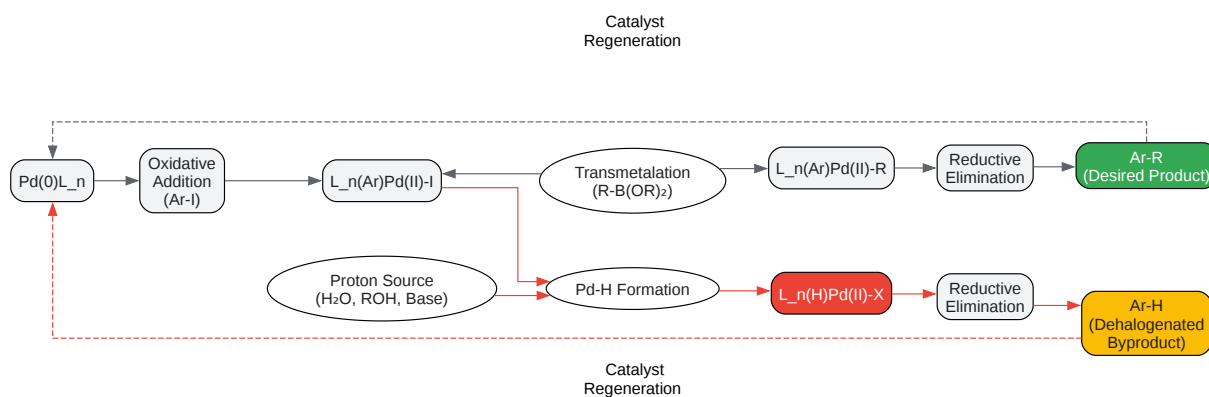 Catalyst
Regeneration
Pd(0)L_n
Oxidative
Addition
(Ar-I)
L_n(Ar)Pd(II)-I
Transmetalation
(R-B(OR)₂)
L_n(Ar)Pd(II)-R
Reductive
Elimination
Ar-R
(Desired Product)
Proton Source
(H₂O, ROH, Base)
Pd-H Formation
L_n(H)Pd(II)-X
Reductive
Elimination
Ar-H
(Dehalogenated
Byproduct)
Catalyst
Regeneration